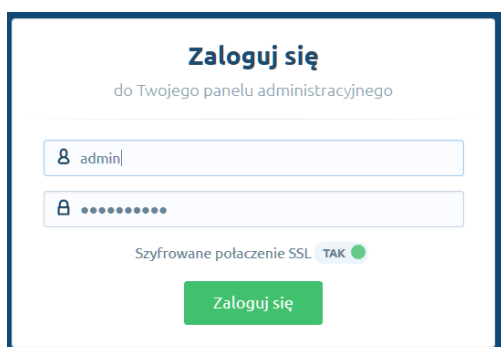 Zaloguj się
do Twojego panelu administracyjnego
admin
••••••••••
Szyfrowane połaczenie SSL TAK
Zaloguj się